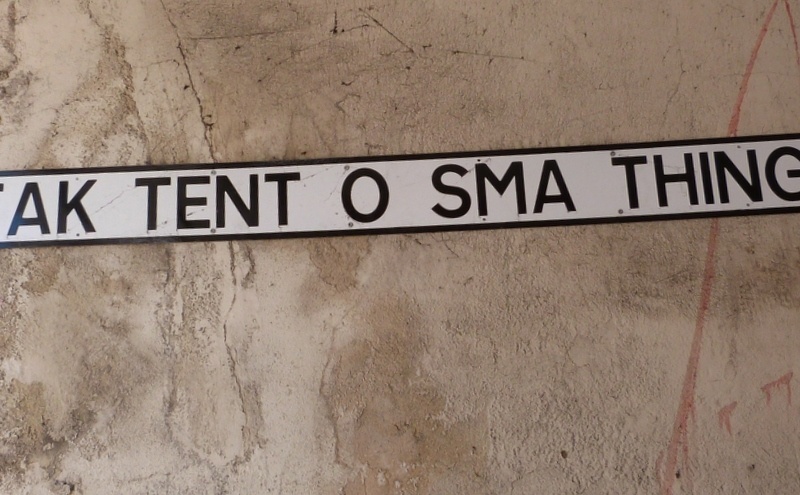 TAK TENT O SMA THING